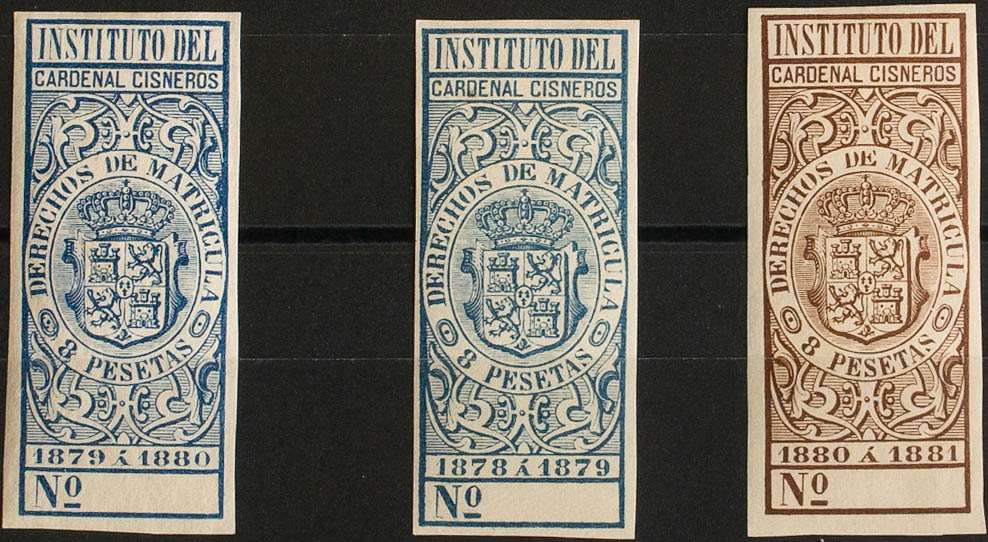 INSTITUTO DEL
CARDENAL CISNEROS
DERECHOS DE MATRICULA
8 PESETAS
1879 Á 1880
Nº
INSTITUTO DEL
CARDENAL CISNEROS
DERECHOS DE MATRICULA
8 PESETAS
1878 Á 1879
Nº
INSTITUTO DEL
CARDENAL CISNEROS
DERECHOS DE MATRICULA
8 PESETAS
1880 Á 1881
Nº